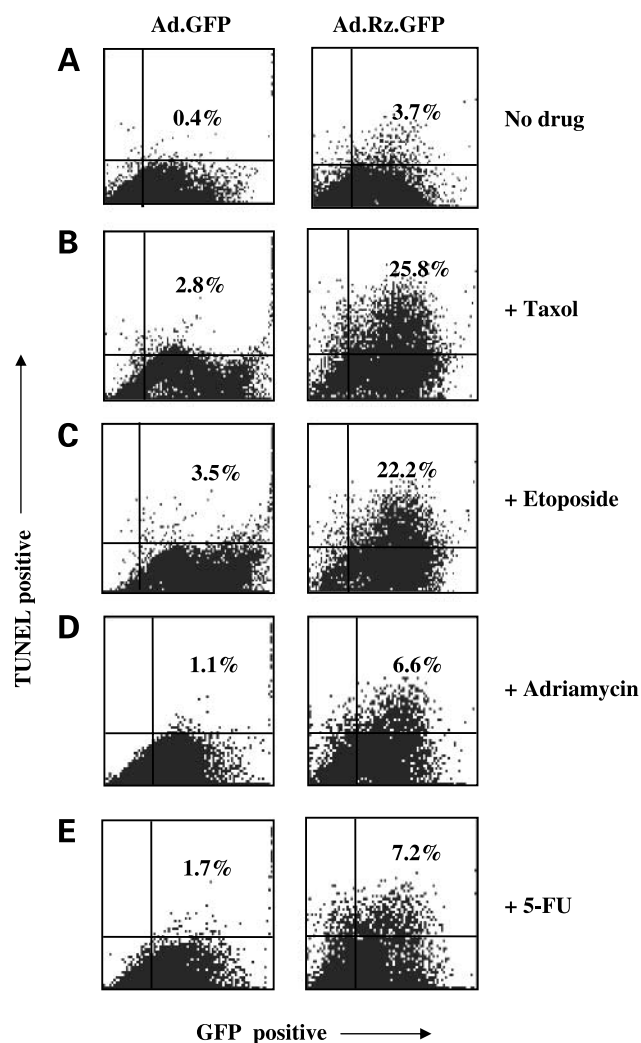 Ad.GFP Ad.Rz.GFP
A 0.4% 3.7% No drug
B 2.8% 25.8% + Taxol
C 3.5% 22.2% + Etoposide
D 1.1% 6.6% + Adriamycin
E 1.7% 7.2% + 5-FU
TUNEL positive
GFP positive